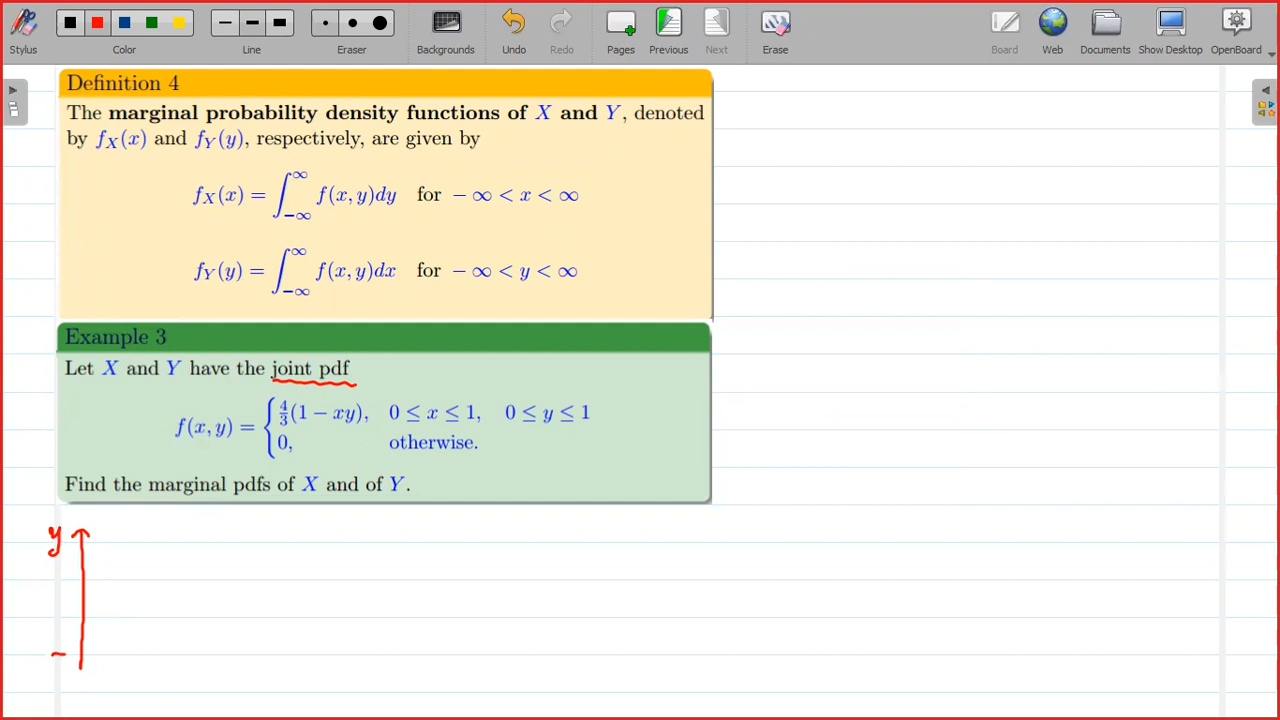 Stylus Color Line Eraser Backgrounds Undo Redo Pages Previous Next Erase Board Web Documents Show Desktop OpenBoard
Definition 4
The marginal probability density functions of X and Y, denoted
by f_X(x) and f_Y(y), respectively, are given by
f_X(x) = ∫_{−∞}^{∞} f(x, y)dy for − ∞ < x < ∞
f_Y(y) = ∫_{−∞}^{∞} f(x, y)dx for − ∞ < y < ∞
Example 3
Let X and Y have the joint pdf
f(x, y) = { 4/3(1 − xy), 0 ≤ x ≤ 1, 0 ≤ y ≤ 1
0, otherwise.
Find the marginal pdfs of X and of Y.
y